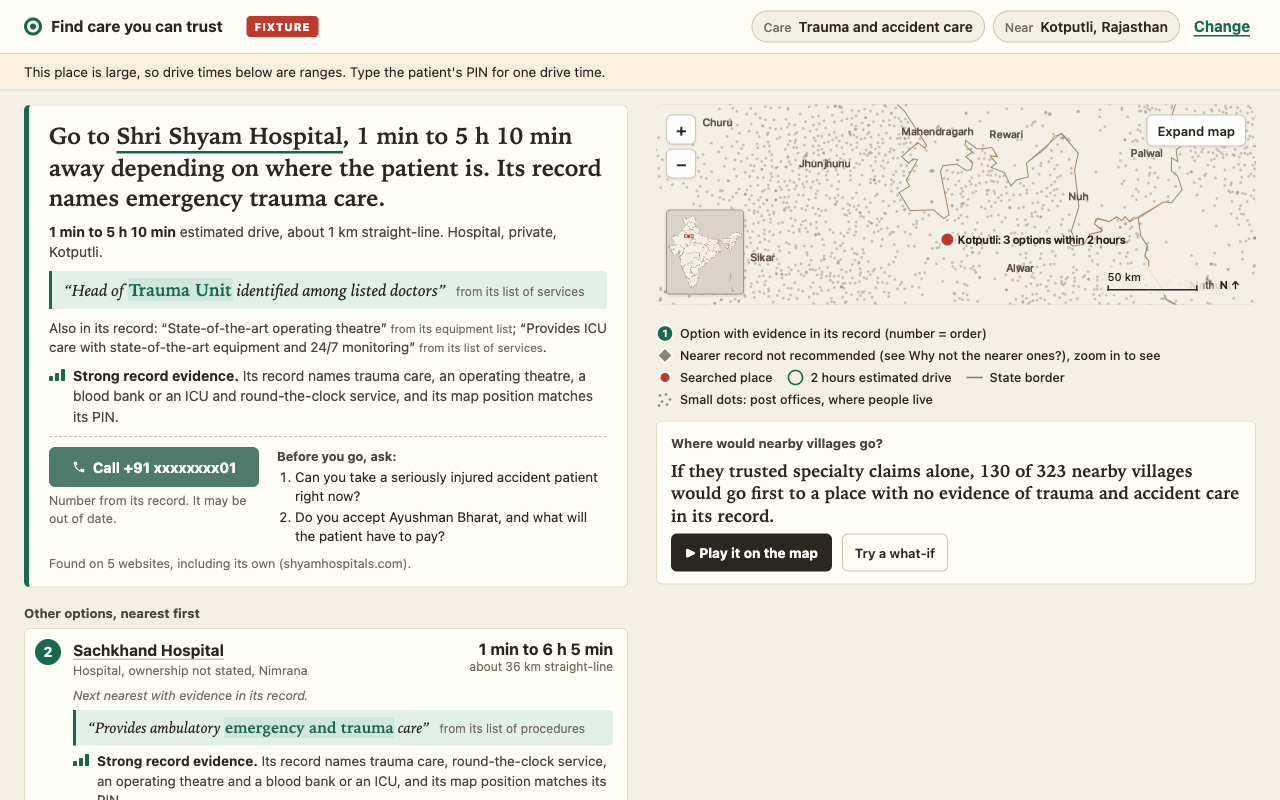 Find care you can trust
FIXTURE
Care Trauma and accident care
Near Kotputli, Rajasthan
Change
This place is large, so drive times below are ranges. Type the patient's PIN for one drive time.
Go to Shri Shyam Hospital, 1 min to 5 h 10 min
away depending on where the patient is. Its record
names emergency trauma care.
1 min to 5 h 10 min estimated drive, about 1 km straight-line. Hospital, private,
Kotputli.
“Head of Trauma Unit identified among listed doctors” from its list of services
Also in its record: “State-of-the-art operating theatre” from its equipment list; “Provides ICU
care with state-of-the-art equipment and 24/7 monitoring” from its list of services.
Strong record evidence. Its record names trauma care, an operating theatre, a
blood bank or an ICU and round-the-clock service, and its map position matches
its PIN.
Call +91 xxxxxxxx01
Number from its record. It may be
out of date.
Before you go, ask:
1. Can you take a seriously injured accident patient
right now?
2. Do you accept Ayushman Bharat, and what will
the patient have to pay?
Found on 5 websites, including its own (shyamhospitals.com).
Other options, nearest first
2
Sachkhand Hospital
1 min to 6 h 5 min
Hospital, ownership not stated, Nimrana
about 36 km straight-line
Next nearest with evidence in its record.
“Provides ambulatory emergency and trauma care” from its list of procedures
Strong record evidence. Its record names trauma care, round-the-clock service,
an operating theatre and a blood bank or an ICU, and its map position matches its
PIN.
+
−
Expand map
Churu
Mahendragarh
Rewari
Palwal
Jhunjhunu
Nuh
Kotputli: 3 options within 2 hours
Sikar
Alwar
50 km
N ↑
1 Option with evidence in its record (number = order)
Nearer record not recommended (see Why not the nearer ones?), zoom in to see
Searched place
2 hours estimated drive
State border
Small dots: post offices, where people live
Where would nearby villages go?
If they trusted specialty claims alone, 130 of 323 nearby villages
would go first to a place with no evidence of trauma and accident care
in its record.
Play it on the map
Try a what-if